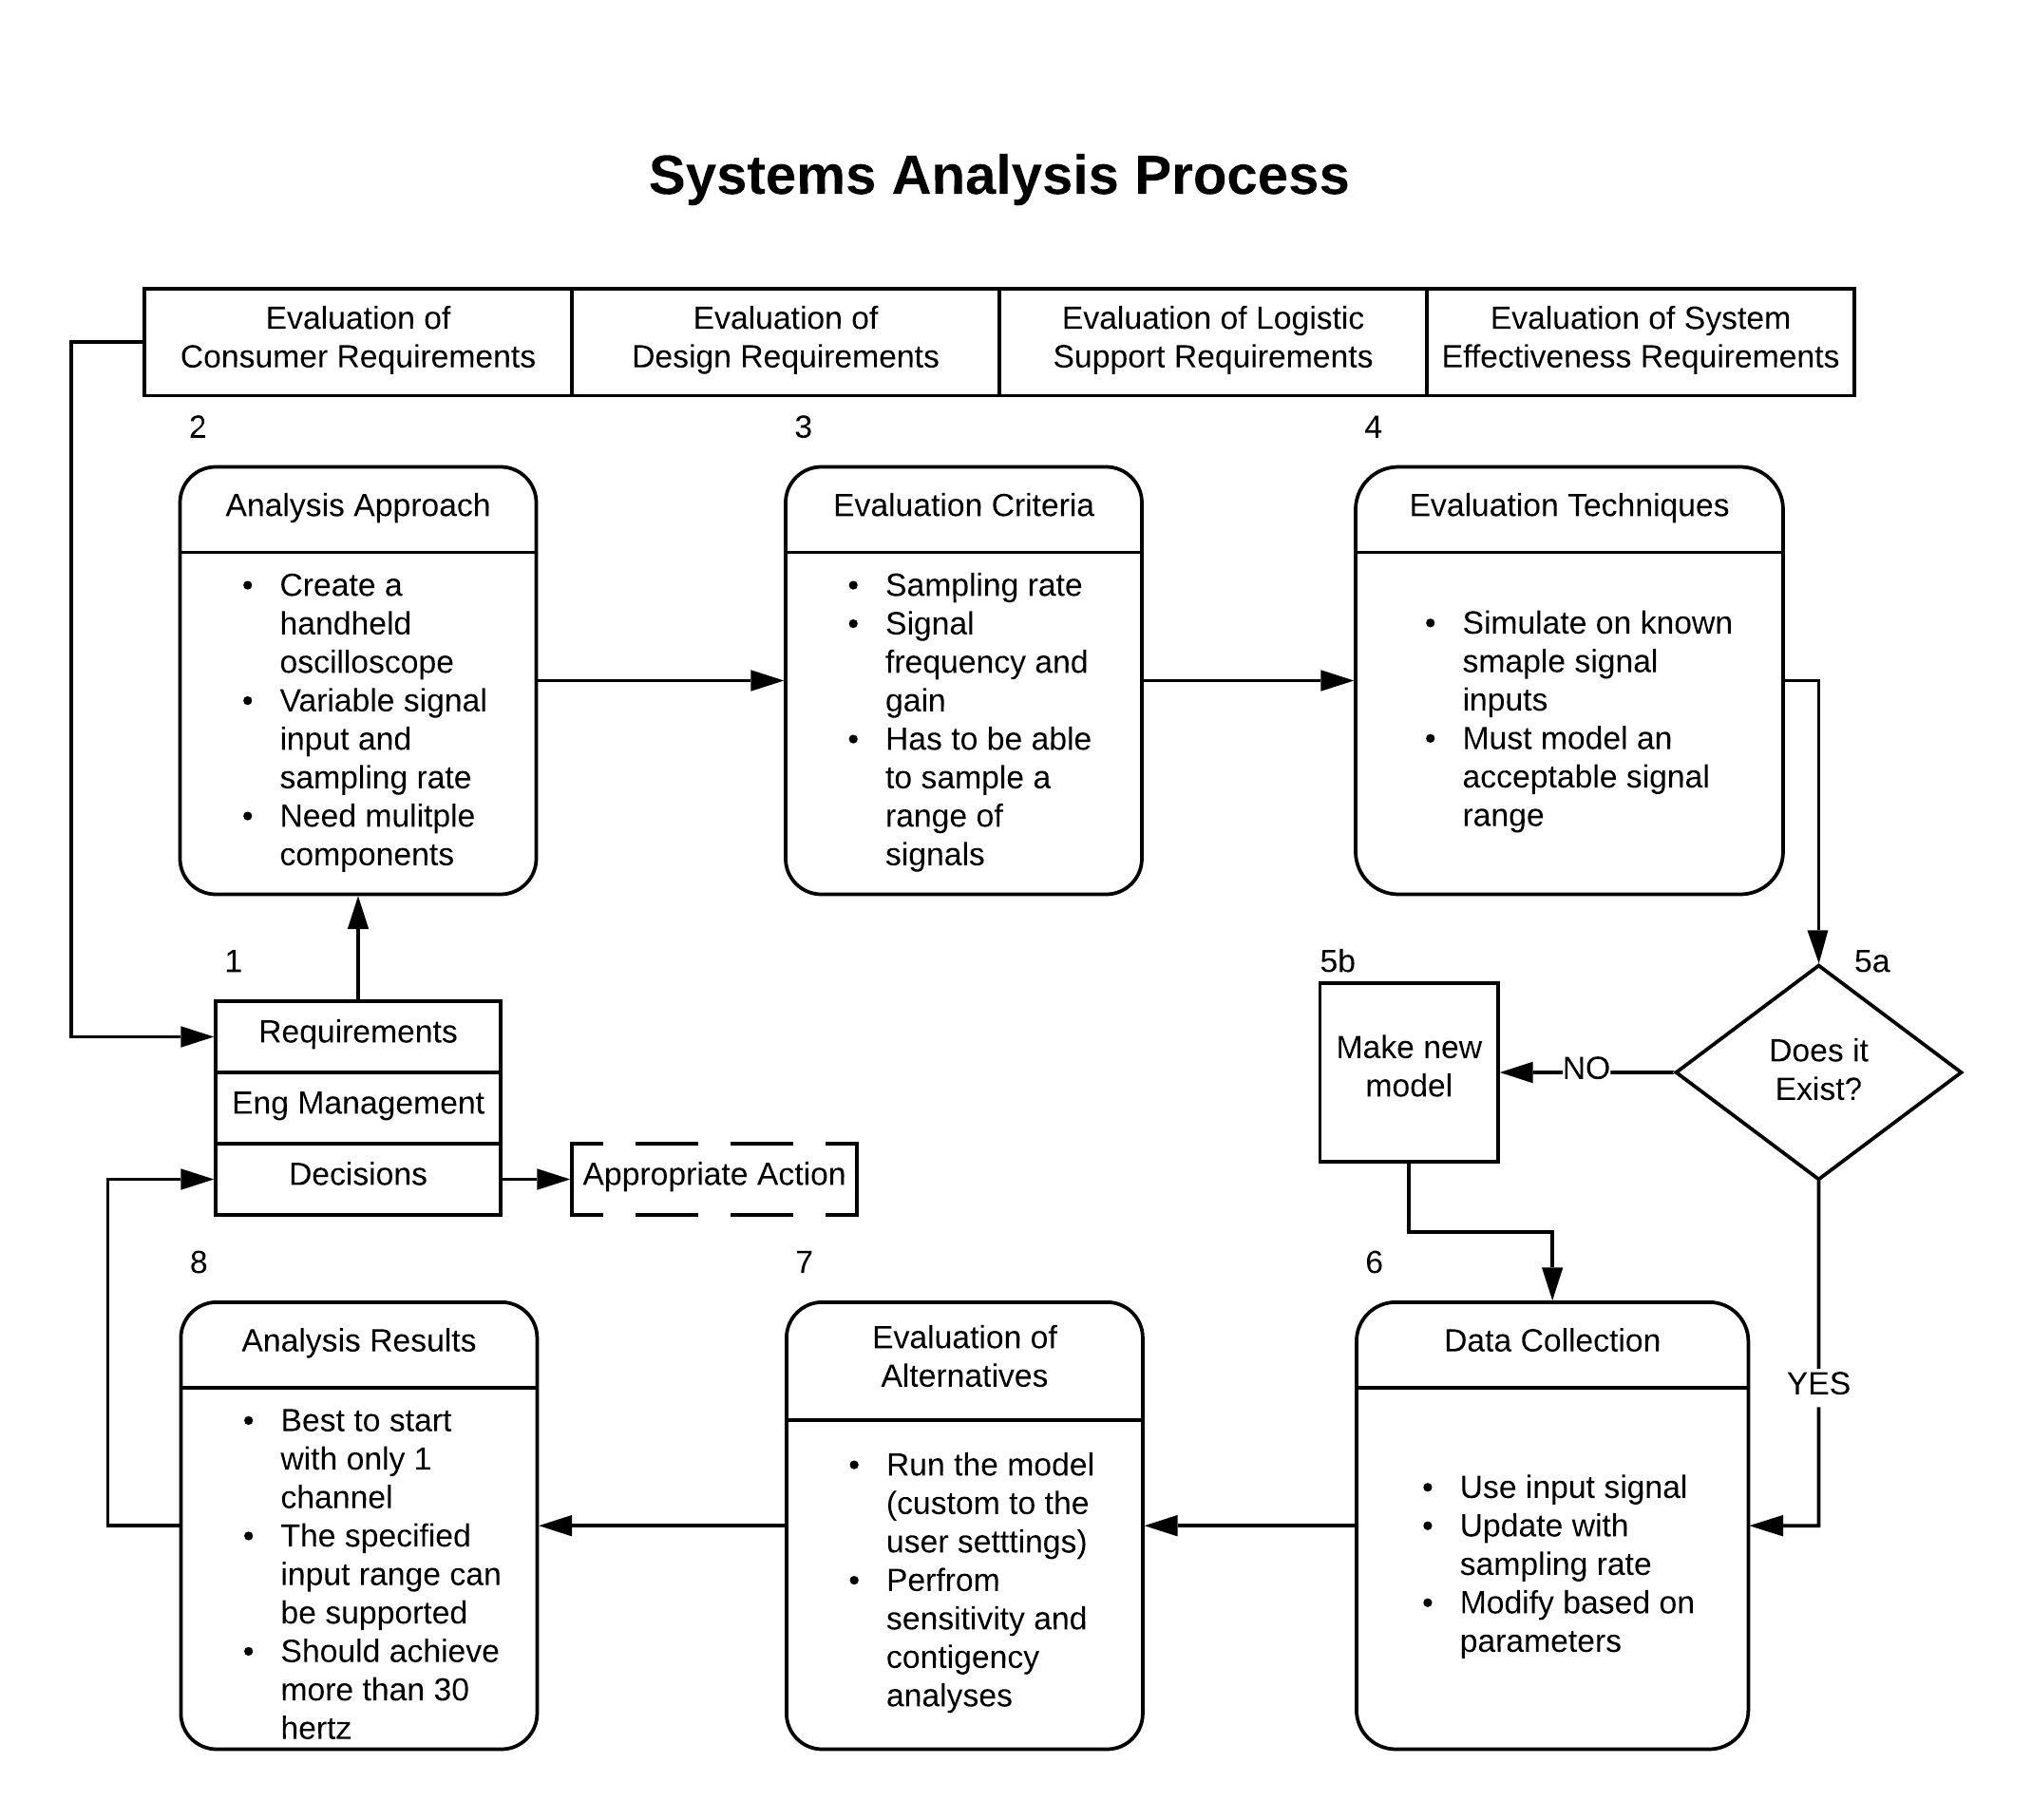 Systems Analysis Process
Evaluation of
Consumer Requirements
Evaluation of
Design Requirements
Evaluation of Logistic
Support Requirements
Evaluation of System
Effectiveness Requirements
2
Analysis Approach
• Create a
handheld
oscilloscope
• Variable signal
input and
sampling rate
• Need mulitple
components
3
Evaluation Criteria
• Sampling rate
• Signal
frequency and
gain
• Has to be able
to sample a
range of
signals
4
Evaluation Techniques
• Simulate on known
smaple signal
inputs
• Must model an
acceptable signal
range
1
Requirements
Eng Management
Decisions
Appropriate Action
5b
Make new
model
NO
5a
Does it
Exist?
YES
8
Analysis Results
• Best to start
with only 1
channel
• The specified
input range can
be supported
• Should achieve
more than 30
hertz
7
Evaluation of
Alternatives
• Run the model
(custom to the
user setttings)
• Perfrom
sensitivity and
contigency
analyses
6
Data Collection
• Use input signal
• Update with
sampling rate
• Modify based on
parameters